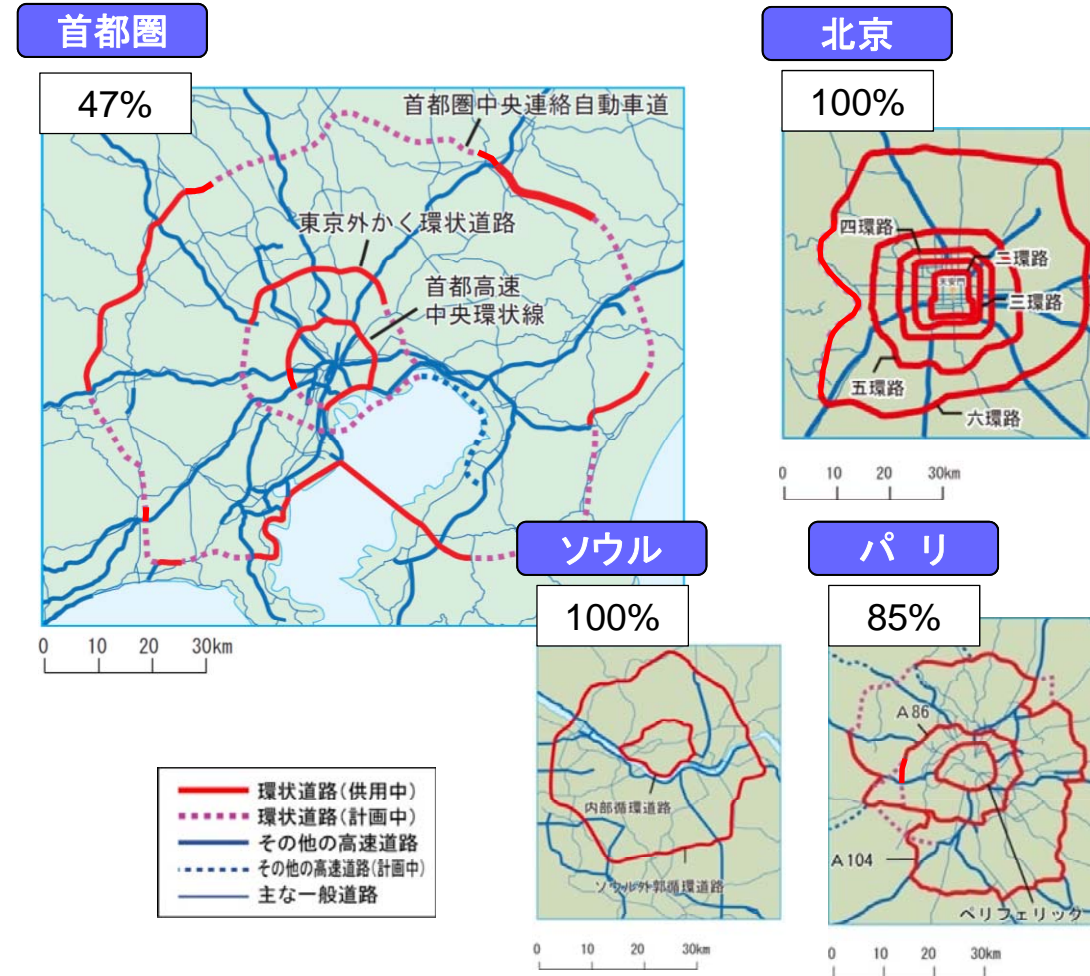 首都圏
47%
首都圏中央連絡自動車道
東京外かく環状道路
首都高速
中央環状線
0 10 20 30km
北京
100%
四環路
二環路
天安門
三環路
五環路
六環路
0 10 20 30km
ソウル
100%
内部循環道路
ソウル外郭循環道路
0 10 20 30km
パ リ
85%
A86
A104
ペリフェリック
0 10 20 30km
環状道路(供用中)
環状道路(計画中)
その他の高速道路
その他の高速道路(計画中)
主な一般道路